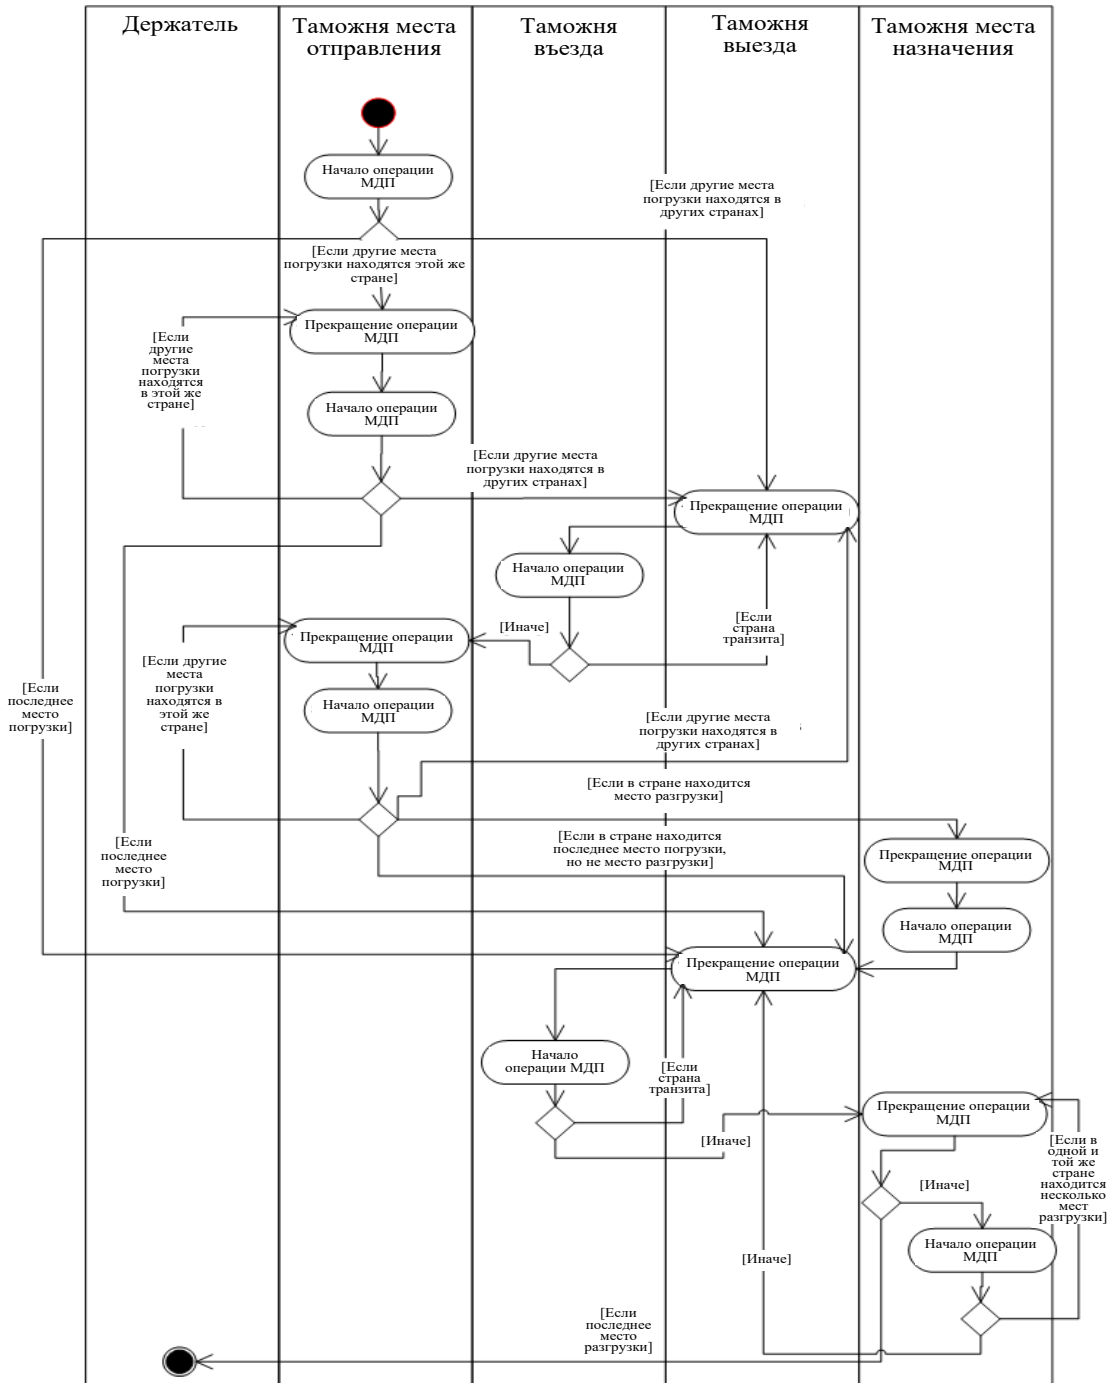 Держатель
Таможня места
отправления
Таможня
въезда
Таможня
выезда
Таможня места
назначения
Начало операции
МДП
[Если другие места
погрузки находятся в
других странах]
[Если другие места
погрузки находятся этой же
стране]
Прекращение операции
МДП
[Если
другие
места
погрузки
находятся
в этой же
стране]
Начало операции
МДП
[Если другие места
погрузки находятся в
других странах]
Прекращение операции
МДП
Начало операции
МДП
[Иначе]
[Если
страна
транзита]
Прекращение операции
МДП
[Если другие
места
погрузки
находятся в
этой же
стране]
[Если
последнее
место
погрузки]
Начало операции
МДП
[Если другие места
погрузки находятся в
других странах]
[Если в стране находится
место разгрузки]
[Если в стране находится
последнее место погрузки,
но не место разгрузки]
[Если
последнее
место
погрузки]
Прекращение операции
МДП
Начало операции
МДП
Прекращение операции
МДП
Начало
операции МДП
[Если
страна
транзита]
Прекращение операции
МДП
[Иначе]
[Если в
одной и
той же
стране
находится
несколько
мест
разгрузки]
[Иначе]
Начало операции
МДП
[Иначе]
[Если
последнее
место
разгрузки]